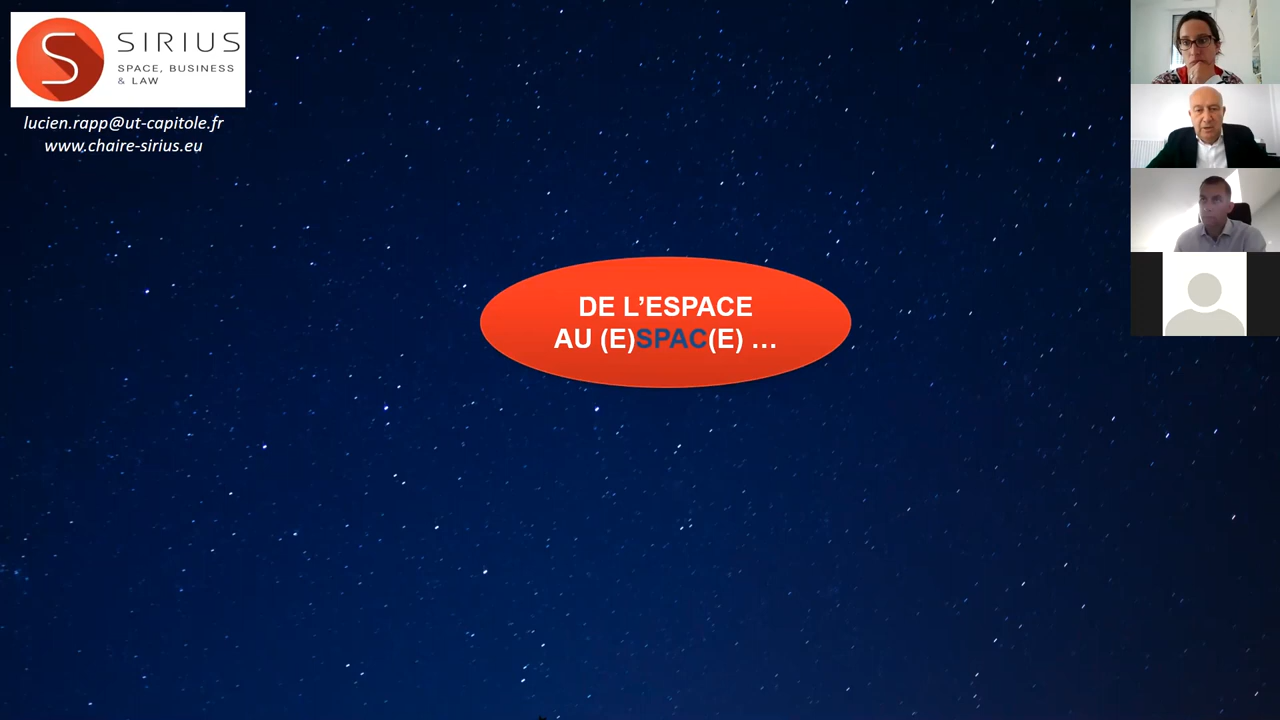 SIRIUS
SPACE, BUSINESS
& LAW
lucien.rapp@ut-capitole.fr
www.chaire-sirius.eu
DE L’ESPACE
AU (E)SPAC(E) ...